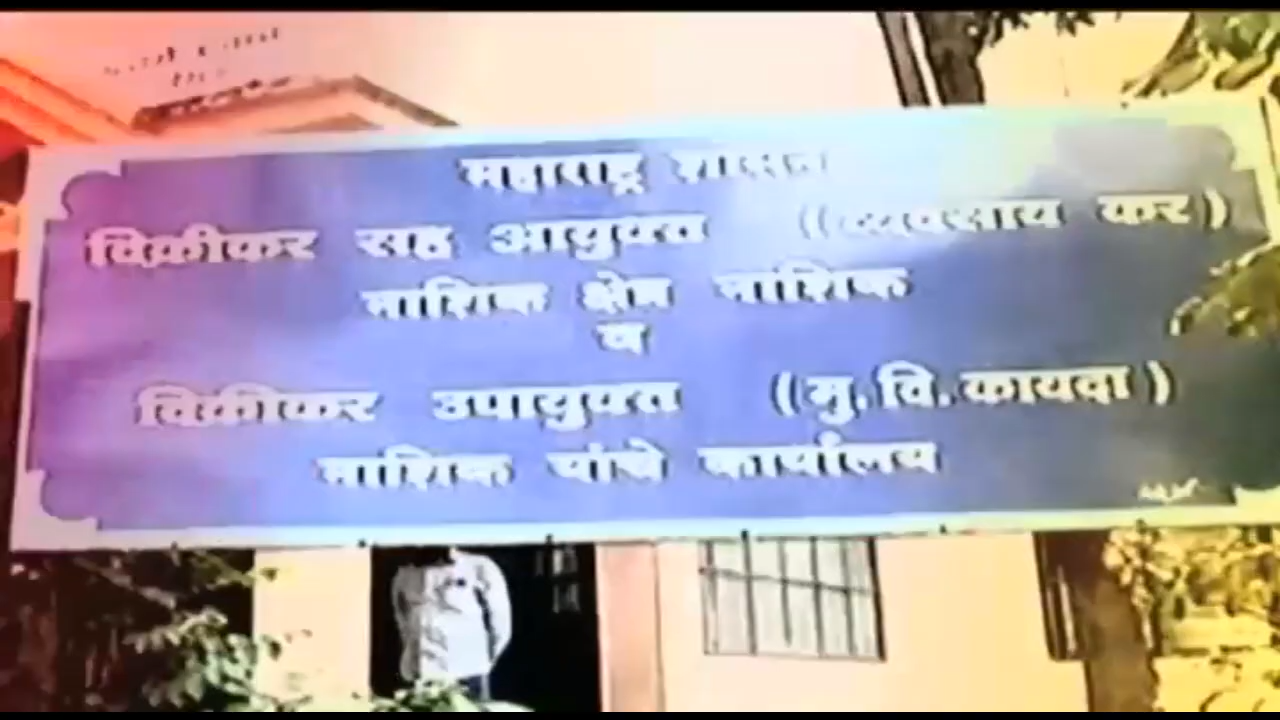 महाराष्ट्र शासन
विक्रीकर सह आयुक्त ((व्यवसाय कर)
नाशिक क्षेत्र नाशिक
व
विक्रीकर उपायुक्त ((मु.वि.कायदा)
नाशिक यांचे कार्यालय